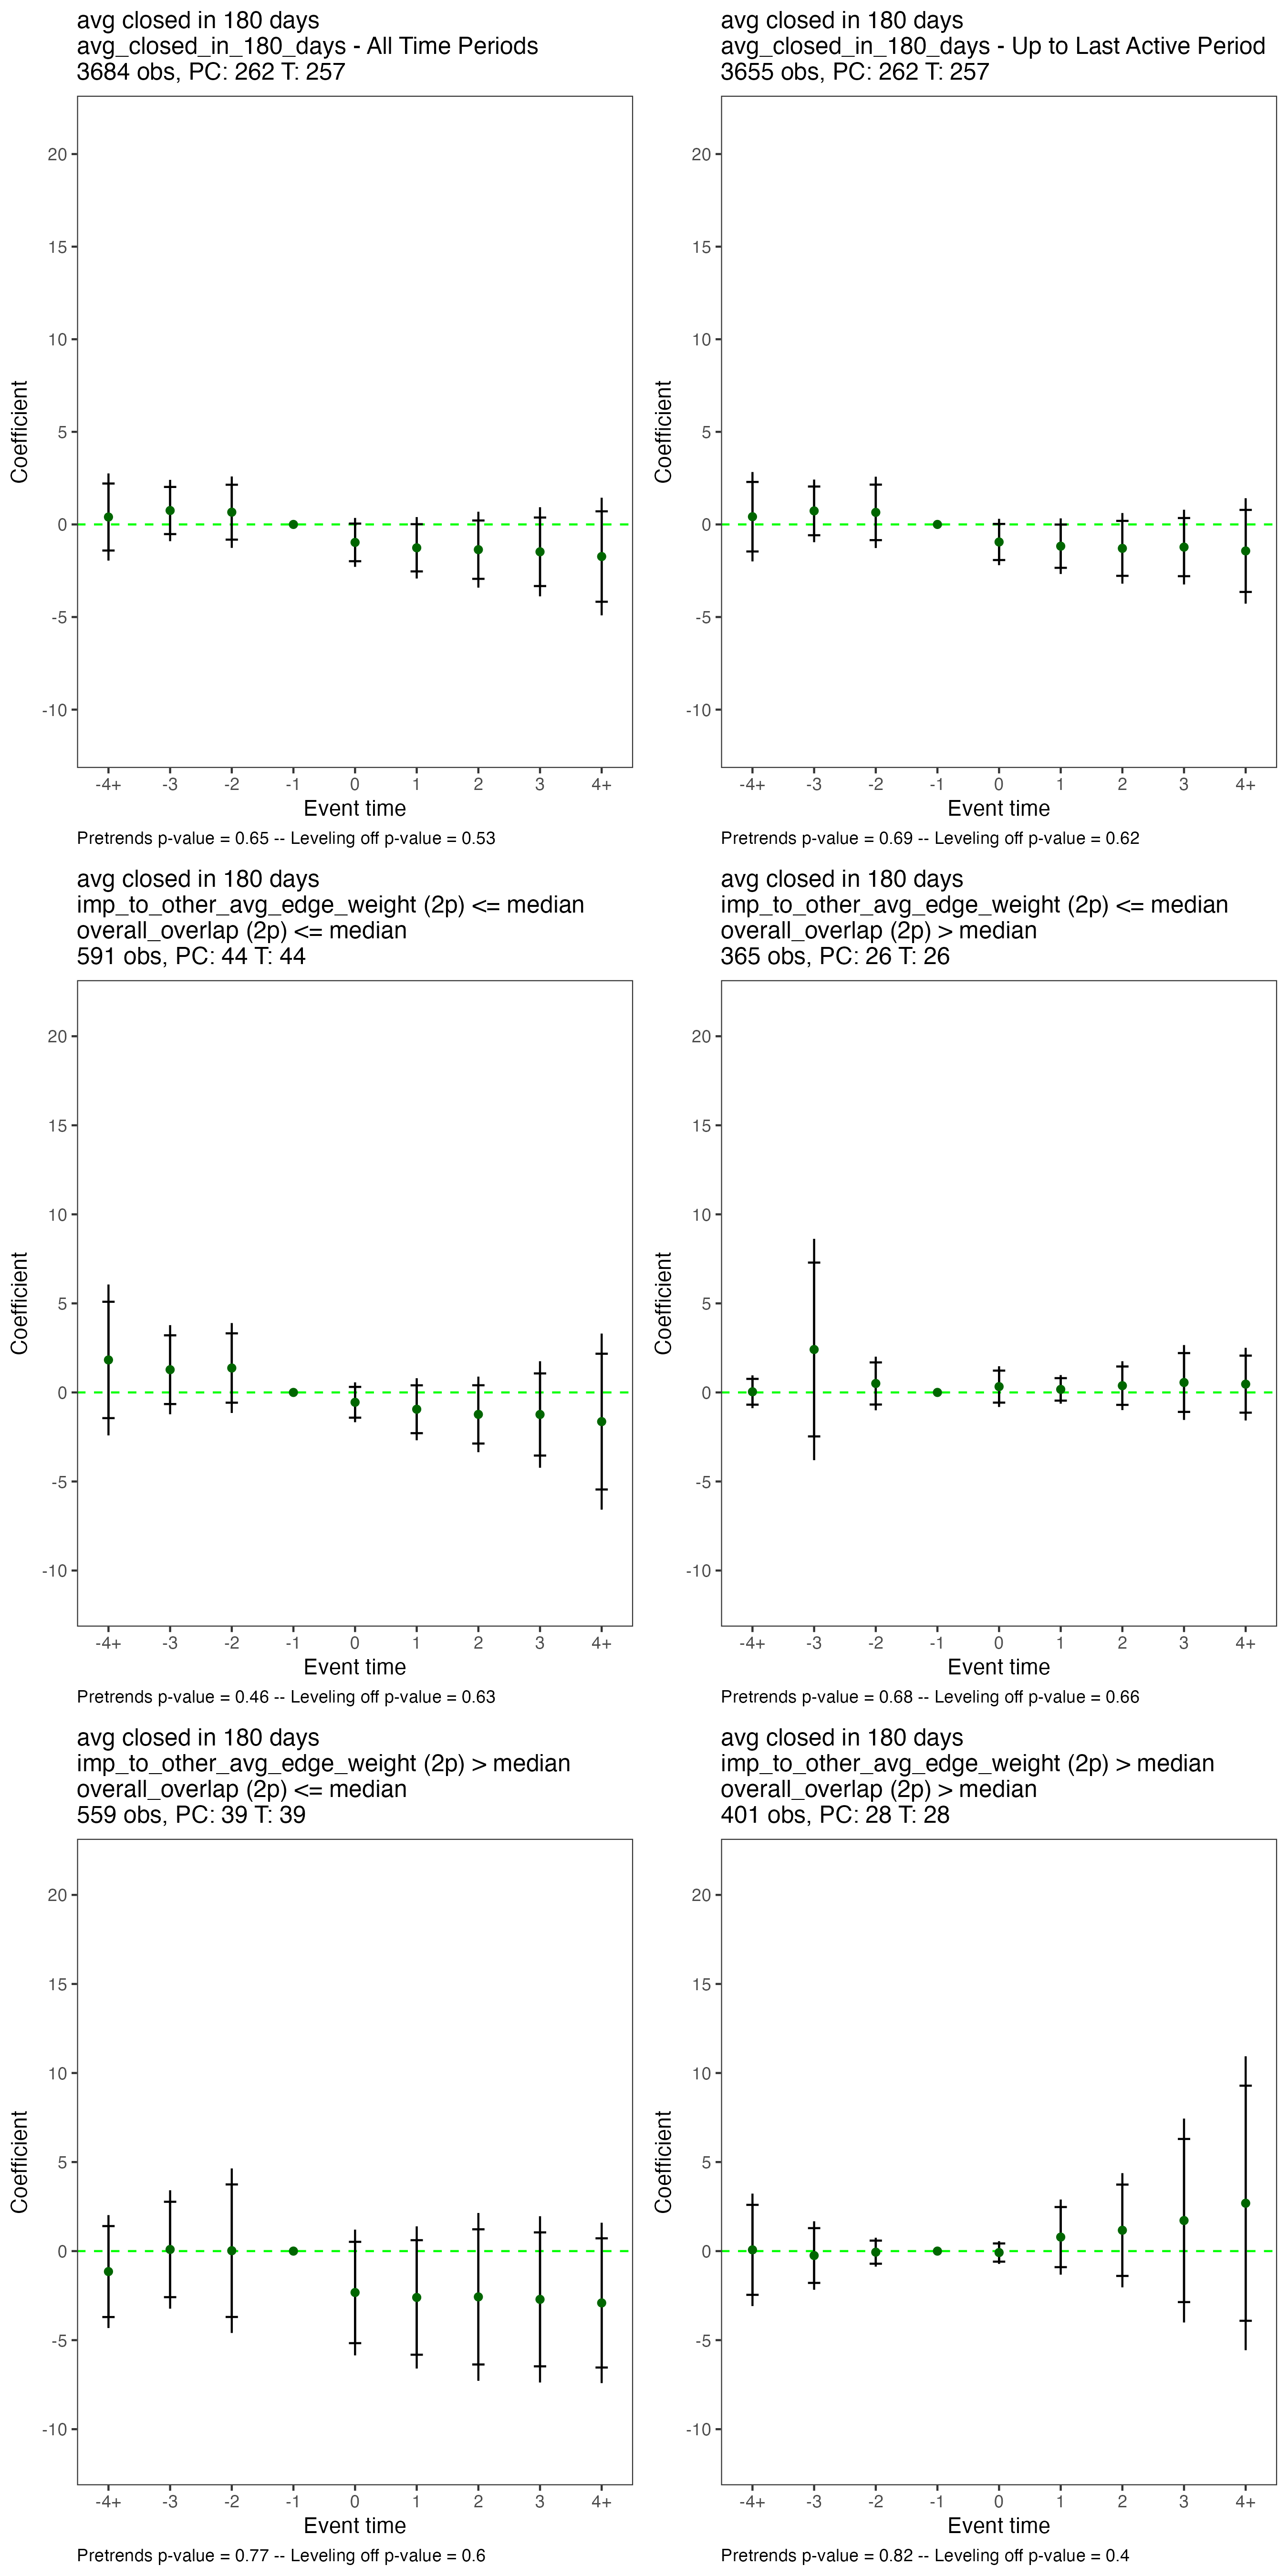 avg closed in 180 days
avg_closed_in_180_days - All Time Periods
3684 obs, PC: 262 T: 257
20
15
10
5
0
-5
-10
Coefficient
-4+ -3 -2 -1 0 1 2 3 4+
Event time
Pretrends p-value = 0.65 -- Leveling off p-value = 0.53
avg closed in 180 days
avg_closed_in_180_days - Up to Last Active Period
3655 obs, PC: 262 T: 257
20
15
10
5
0
-5
-10
Coefficient
-4+ -3 -2 -1 0 1 2 3 4+
Event time
Pretrends p-value = 0.69 -- Leveling off p-value = 0.62
avg closed in 180 days
imp_to_other_avg_edge_weight (2p) <= median
overall_overlap (2p) <= median
591 obs, PC: 44 T: 44
20
15
10
5
0
-5
-10
Coefficient
-4+ -3 -2 -1 0 1 2 3 4+
Event time
Pretrends p-value = 0.46 -- Leveling off p-value = 0.63
avg closed in 180 days
imp_to_other_avg_edge_weight (2p) <= median
overall_overlap (2p) > median
365 obs, PC: 26 T: 26
20
15
10
5
0
-5
-10
Coefficient
-4+ -3 -2 -1 0 1 2 3 4+
Event time
Pretrends p-value = 0.68 -- Leveling off p-value = 0.66
avg closed in 180 days
imp_to_other_avg_edge_weight (2p) > median
overall_overlap (2p) <= median
559 obs, PC: 39 T: 39
20
15
10
5
0
-5
-10
Coefficient
-4+ -3 -2 -1 0 1 2 3 4+
Event time
Pretrends p-value = 0.77 -- Leveling off p-value = 0.6
avg closed in 180 days
imp_to_other_avg_edge_weight (2p) > median
overall_overlap (2p) > median
401 obs, PC: 28 T: 28
20
15
10
5
0
-5
-10
Coefficient
-4+ -3 -2 -1 0 1 2 3 4+
Event time
Pretrends p-value = 0.82 -- Leveling off p-value = 0.4